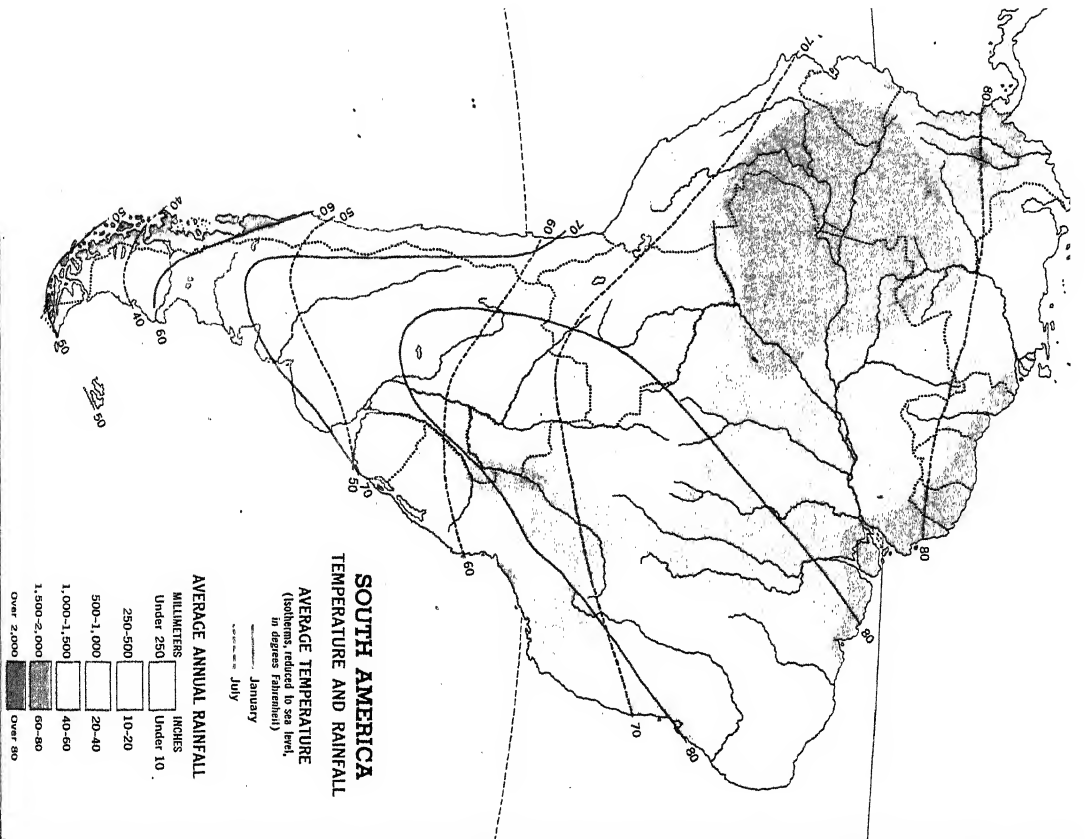 SOUTH AMERICA
TEMPERATURE AND RAINFALL
AVERAGE TEMPERATURE
(Isotherms, reduced to sea level,
in degrees Fahrenheit)
January
July
AVERAGE ANNUAL RAINFALL
MILLIMETERS INCHES
Under 250 Under 10
250-500 10-20
500-1,000 20-40
1,000-1,500 40-60
1,500-2,000 60-80
Over 2,000 Over 80
80
70
80
80
80
70
60
70
60
70
50
60
50
40
50
40
60
50
50